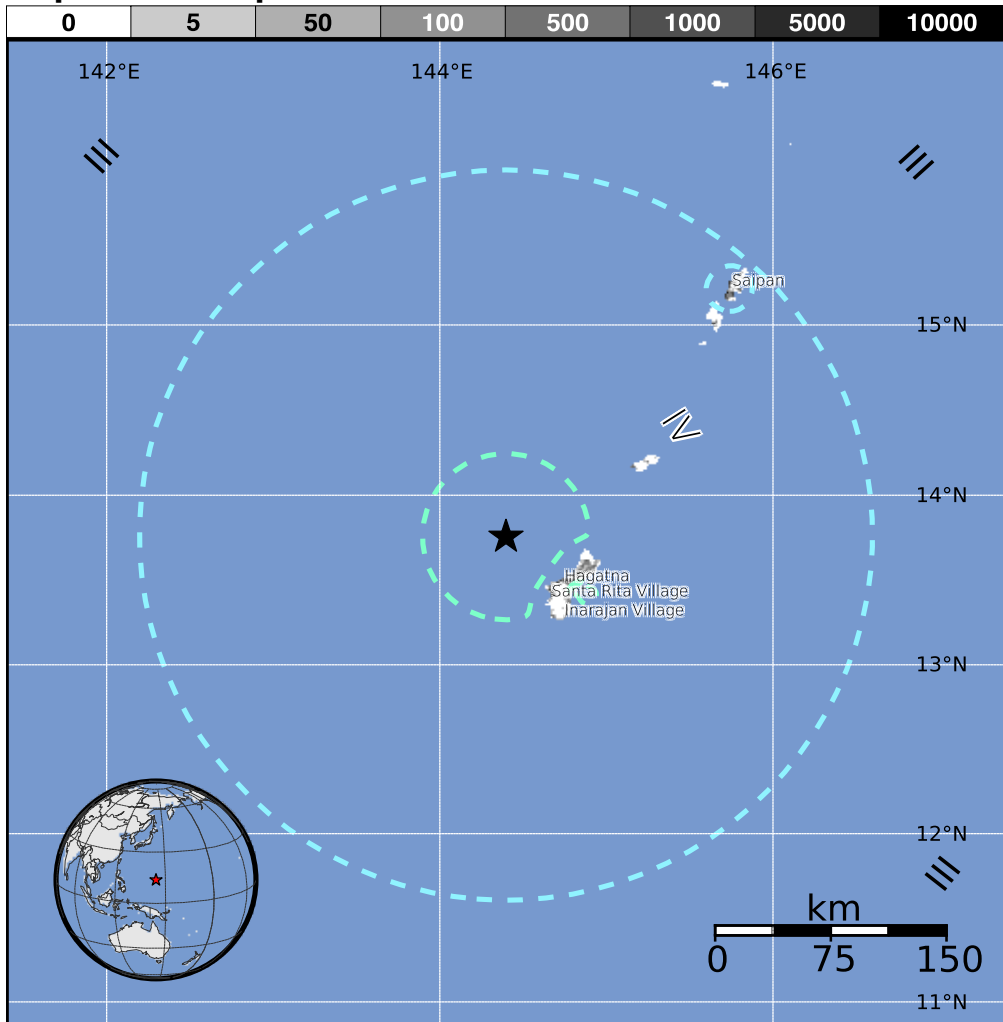 0 5 50 100 500 1000 5000 10000
142°E 144°E 146°E
III III
Saipan
15°N
IV
14°N
Hagatna
Santa Rita Village
Inarajan Village
13°N
12°N
III
km
0 75 150
11°N